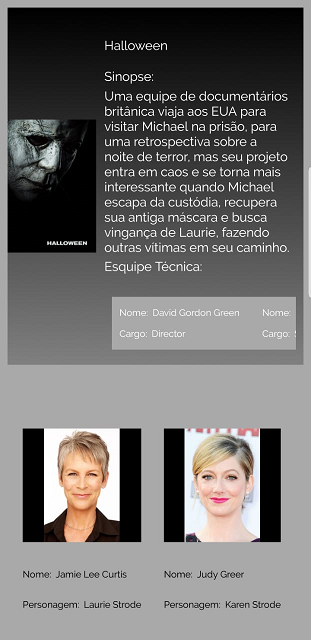 Halloween
Sinopse:
Uma equipe de documentários
britânica viaja aos EUA para
visitar Michael na prisão, para
uma retrospectiva sobre a
noite de terror, mas seu projeto
entra em caos e se torna mais
interessante quando Michael
escapa da custódia, recupera
sua antiga máscara e busca
vingança de Laurie, fazendo
outras vítimas em seu caminho.
HALLOWEEN
Esquipe Técnica:
Nome: David Gordon Green Nome:
Cargo: Director Cargo:
Nome: Jamie Lee Curtis Nome: Judy Greer
Personagem: Laurie Strode Personagem: Karen Strode